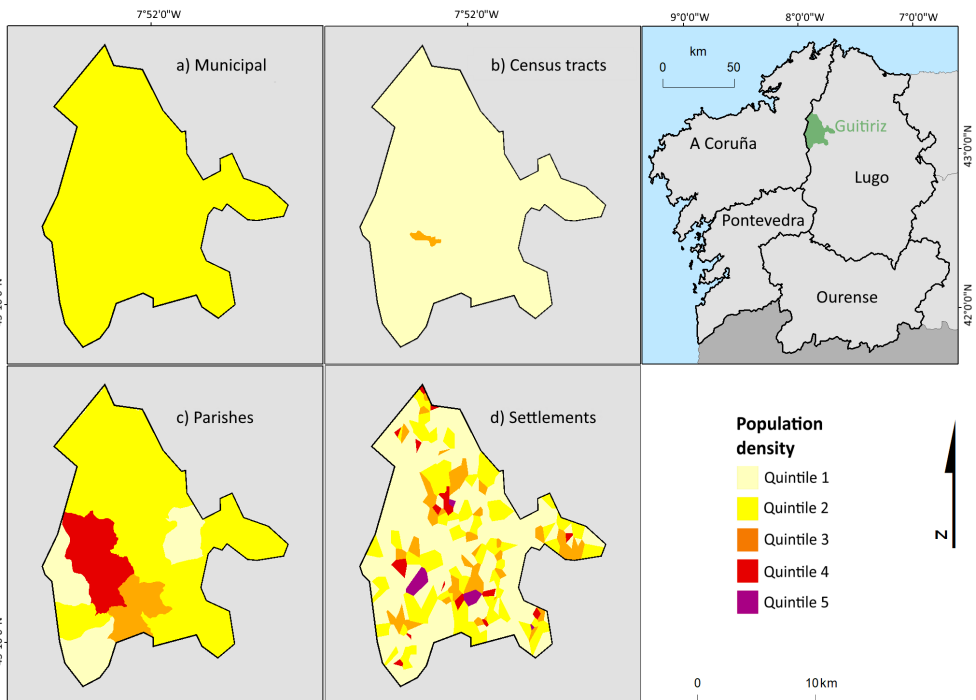 7°52'0"W
7°52'0"W
9°0'0"W
8°0'0"W
7°0'0"W
a) Municipal
b) Census tracts
km
0
50
A Coruña
Guitiriz
Lugo
Pontevedra
Ourense
43°0'0"N
42°0'0"N
c) Parishes
d) Settlements
Population
density
Quintile 1
Quintile 2
Quintile 3
Quintile 4
Quintile 5
N
0
10km